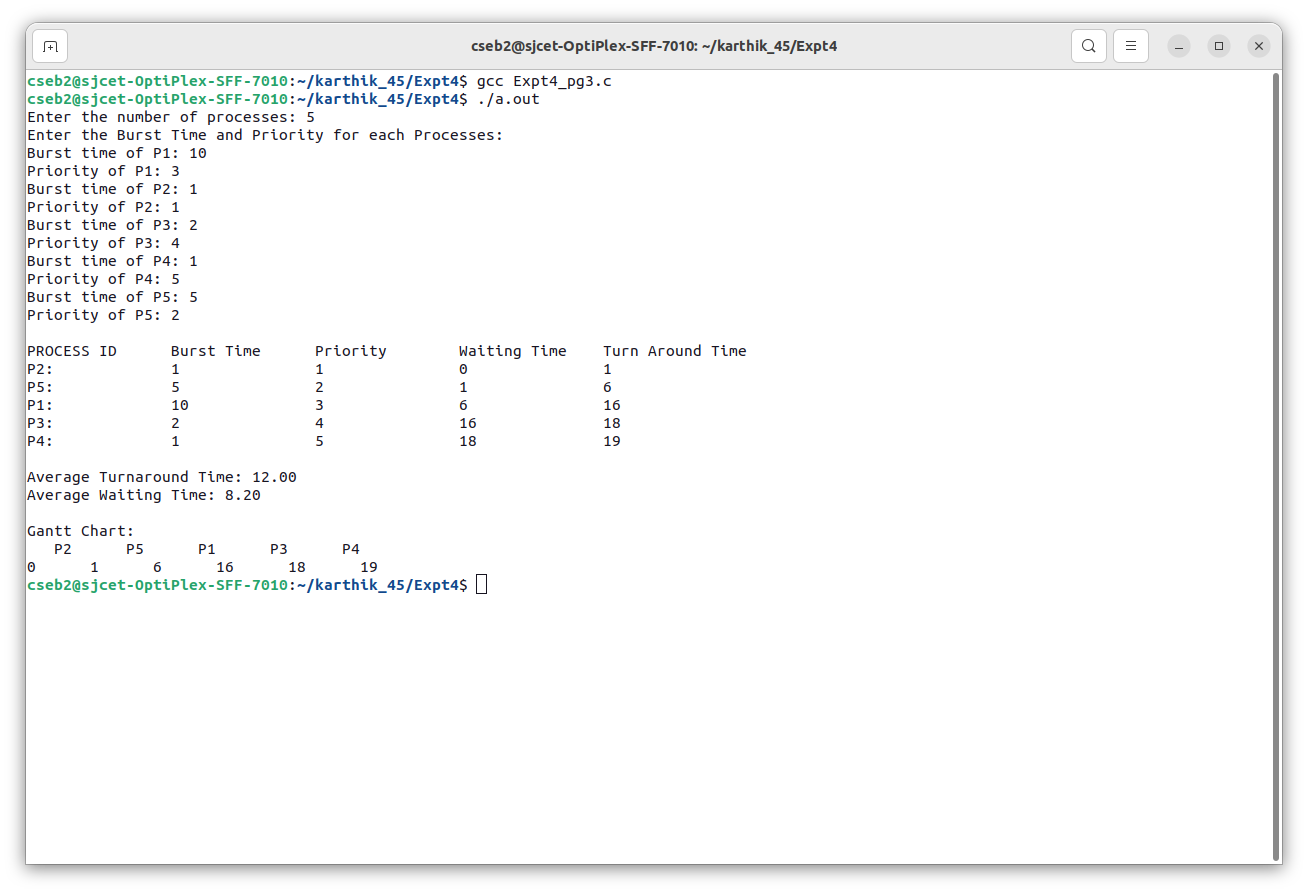 cseb2@sjcet-OptiPlex-SFF-7010: ~/karthik_45/Expt4
cseb2@sjcet-OptiPlex-SFF-7010:~/karthik_45/Expt4$ gcc Expt4_pg3.c
cseb2@sjcet-OptiPlex-SFF-7010:~/karthik_45/Expt4$ ./a.out
Enter the number of processes: 5
Enter the Burst Time and Priority for each Processes:
Burst time of P1: 10
Priority of P1: 3
Burst time of P2: 1
Priority of P2: 1
Burst time of P3: 2
Priority of P3: 4
Burst time of P4: 1
Priority of P4: 5
Burst time of P5: 5
Priority of P5: 2
PROCESS ID      Burst Time      Priority        Waiting Time    Turn Around Time
P2:             1               1               0               1
P5:             5               2               1               6
P1:             10              3               6               16
P3:             2               4               16              18
P4:             1               5               18              19
Average Turnaround Time: 12.00
Average Waiting Time: 8.20
Gantt Chart:
   P2      P5      P1      P3      P4
0      1      6      16      18      19
cseb2@sjcet-OptiPlex-SFF-7010:~/karthik_45/Expt4$